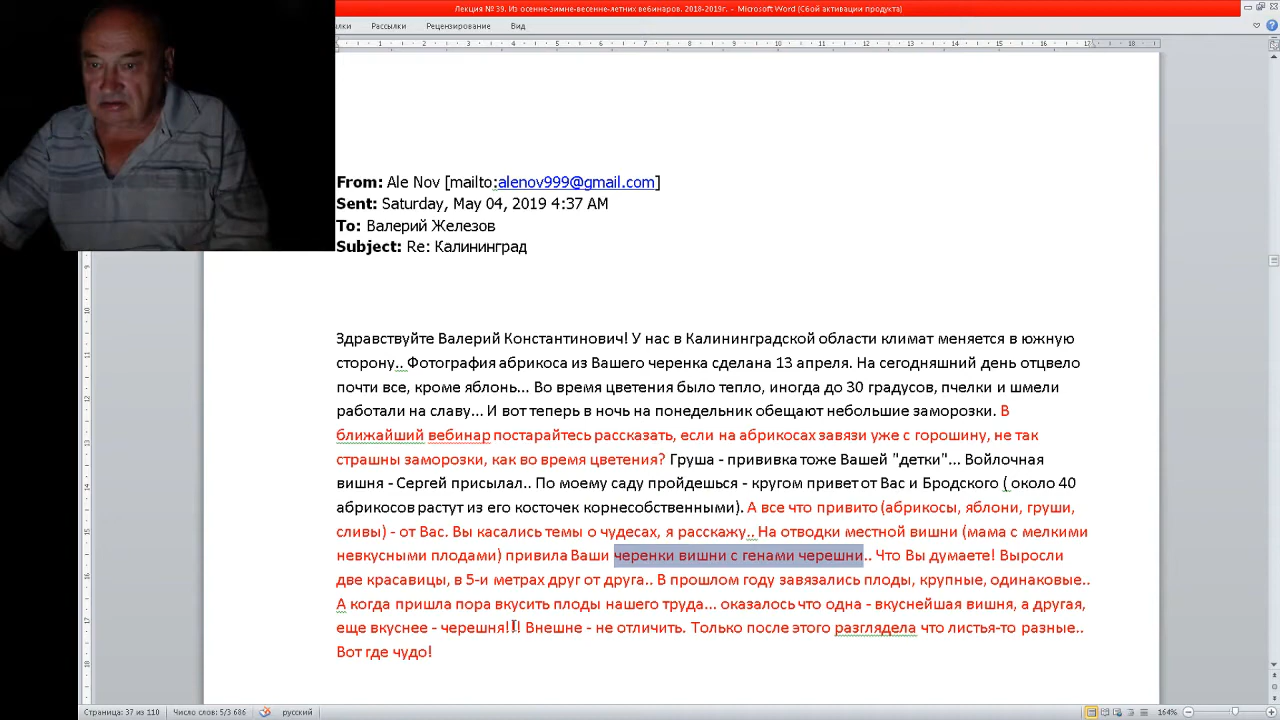 Лекция № 39. Из осенне-зимне-весенне-летних вебинаров. 2018-2019г. - Microsoft Word (Сбой активации продукта)
Рассылки Рецензирование Вид
From: Ale Nov [mailto:alenov999@gmail.com]
Sent: Saturday, May 04, 2019 4:37 AM
To: Валерий Железов
Subject: Re: Калининград
Здравствуйте Валерий Константинович! У нас в Калининградской области климат меняется в южную
сторону.. Фотография абрикоса из Вашего черенка сделана 13 апреля. На сегодняшний день отцвело
почти все, кроме яблонь... Во время цветения было тепло, иногда до 30 градусов, пчелки и шмели
работали на славу... И вот теперь в ночь на понедельник обещают небольшие заморозки. В
ближайший вебинар постарайтесь рассказать, если на абрикосах завязи уже с горошину, не так
страшны заморозки, как во время цветения? Груша - прививка тоже Вашей "детки"... Войлочная
вишня - Сергей присылал.. По моему саду пройдешься - кругом привет от Вас и Бродского ( около 40
абрикосов растут из его косточек корнесобственными). А все что привито (абрикосы, яблони, груши,
сливы) - от Вас. Вы касались темы о чудесах, я расскажу.. На отводки местной вишни (мама с мелкими
невкусными плодами) привила Ваши черенки вишни с генами черешни.. Что Вы думаете! Выросли
две красавицы, в 5-и метрах друг от друга.. В прошлом году завязались плоды, крупные, одинаковые..
А когда пришла пора вкусить плоды нашего труда... оказалось что одна - вкуснейшая вишня, а другая,
еще вкуснее - черешня!!! Внешне - не отличить. Только после этого разглядела что листья-то разные..
Вот где чудо!
Страница: 37 из 110 Число слов: 5/3 686 русский 164%